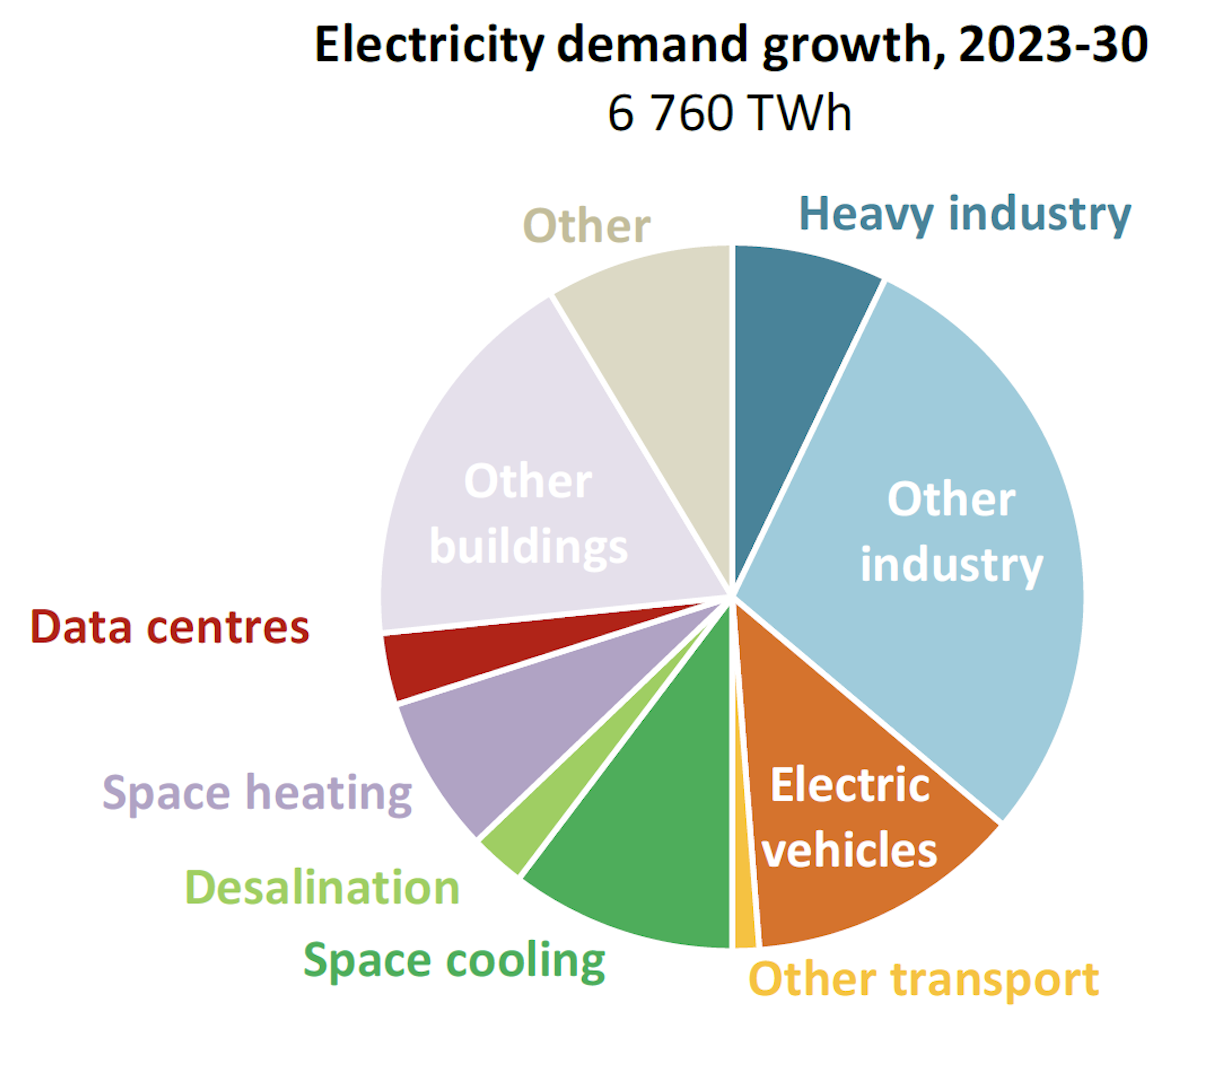 Electricity demand growth, 2023-30
6 760 TWh
Other
Heavy industry
Other
buildings
Other
industry
Data centres
Electric
vehicles
Space heating
Desalination
Space cooling
Other transport